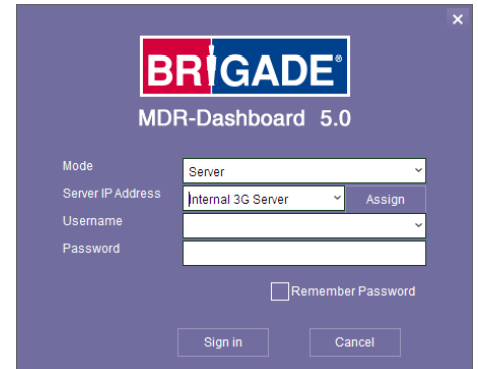 BRIGADE®
MDR-Dashboard 5.0
Mode Server
Server IP Address Internal 3G Server Assign
Username
Password
Remember Password
Sign in Cancel